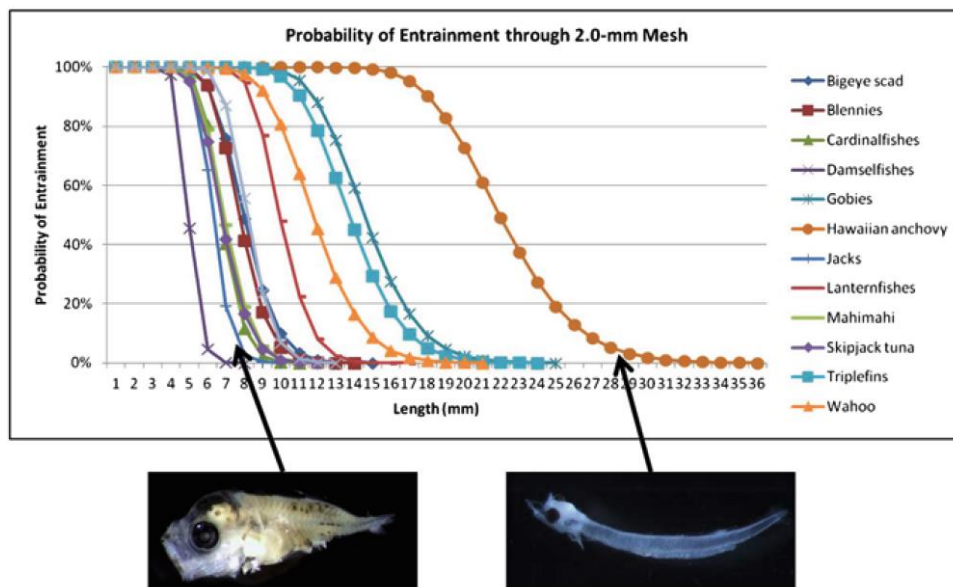 Probability of Entrainment through 2.0-mm Mesh
Probability of Entrainment
100%
80%
60%
40%
20%
0%
1 2 3 4 5 6 7 8 9 10 11 12 13 14 15 16 17 18 19 20 21 22 23 24 25 26 27 28 29 30 31 32 33 34 35 36
Length (mm)
Bigeye scad
Blennies
Cardinalfishes
Damselfishes
Gobies
Hawaiian anchovy
Jacks
Lanternfishes
Mahimahi
Skipjack tuna
Triplefins
Wahoo